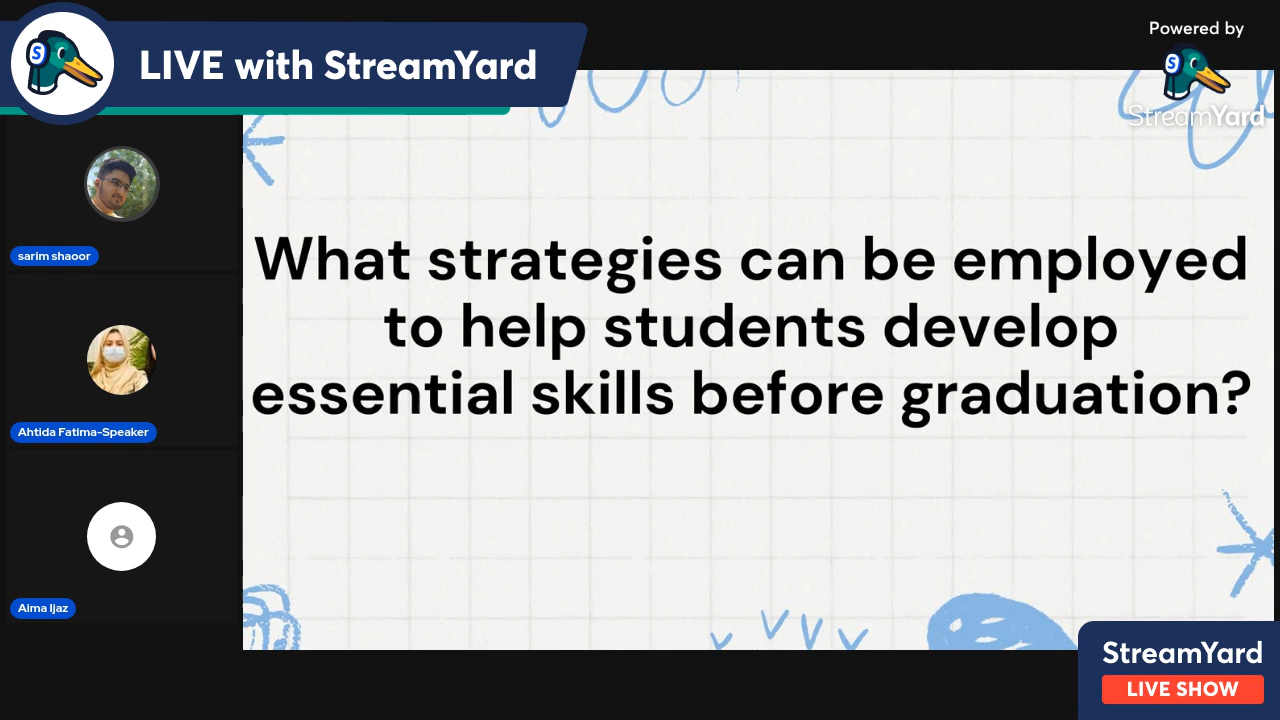 LIVE with StreamYard
Powered by
StreamYard
sarim shaoor
Ahtida Fatima-Speaker
Aima Ijaz
What strategies can be employed
to help students develop
essential skills before graduation?
StreamYard
LIVE SHOW